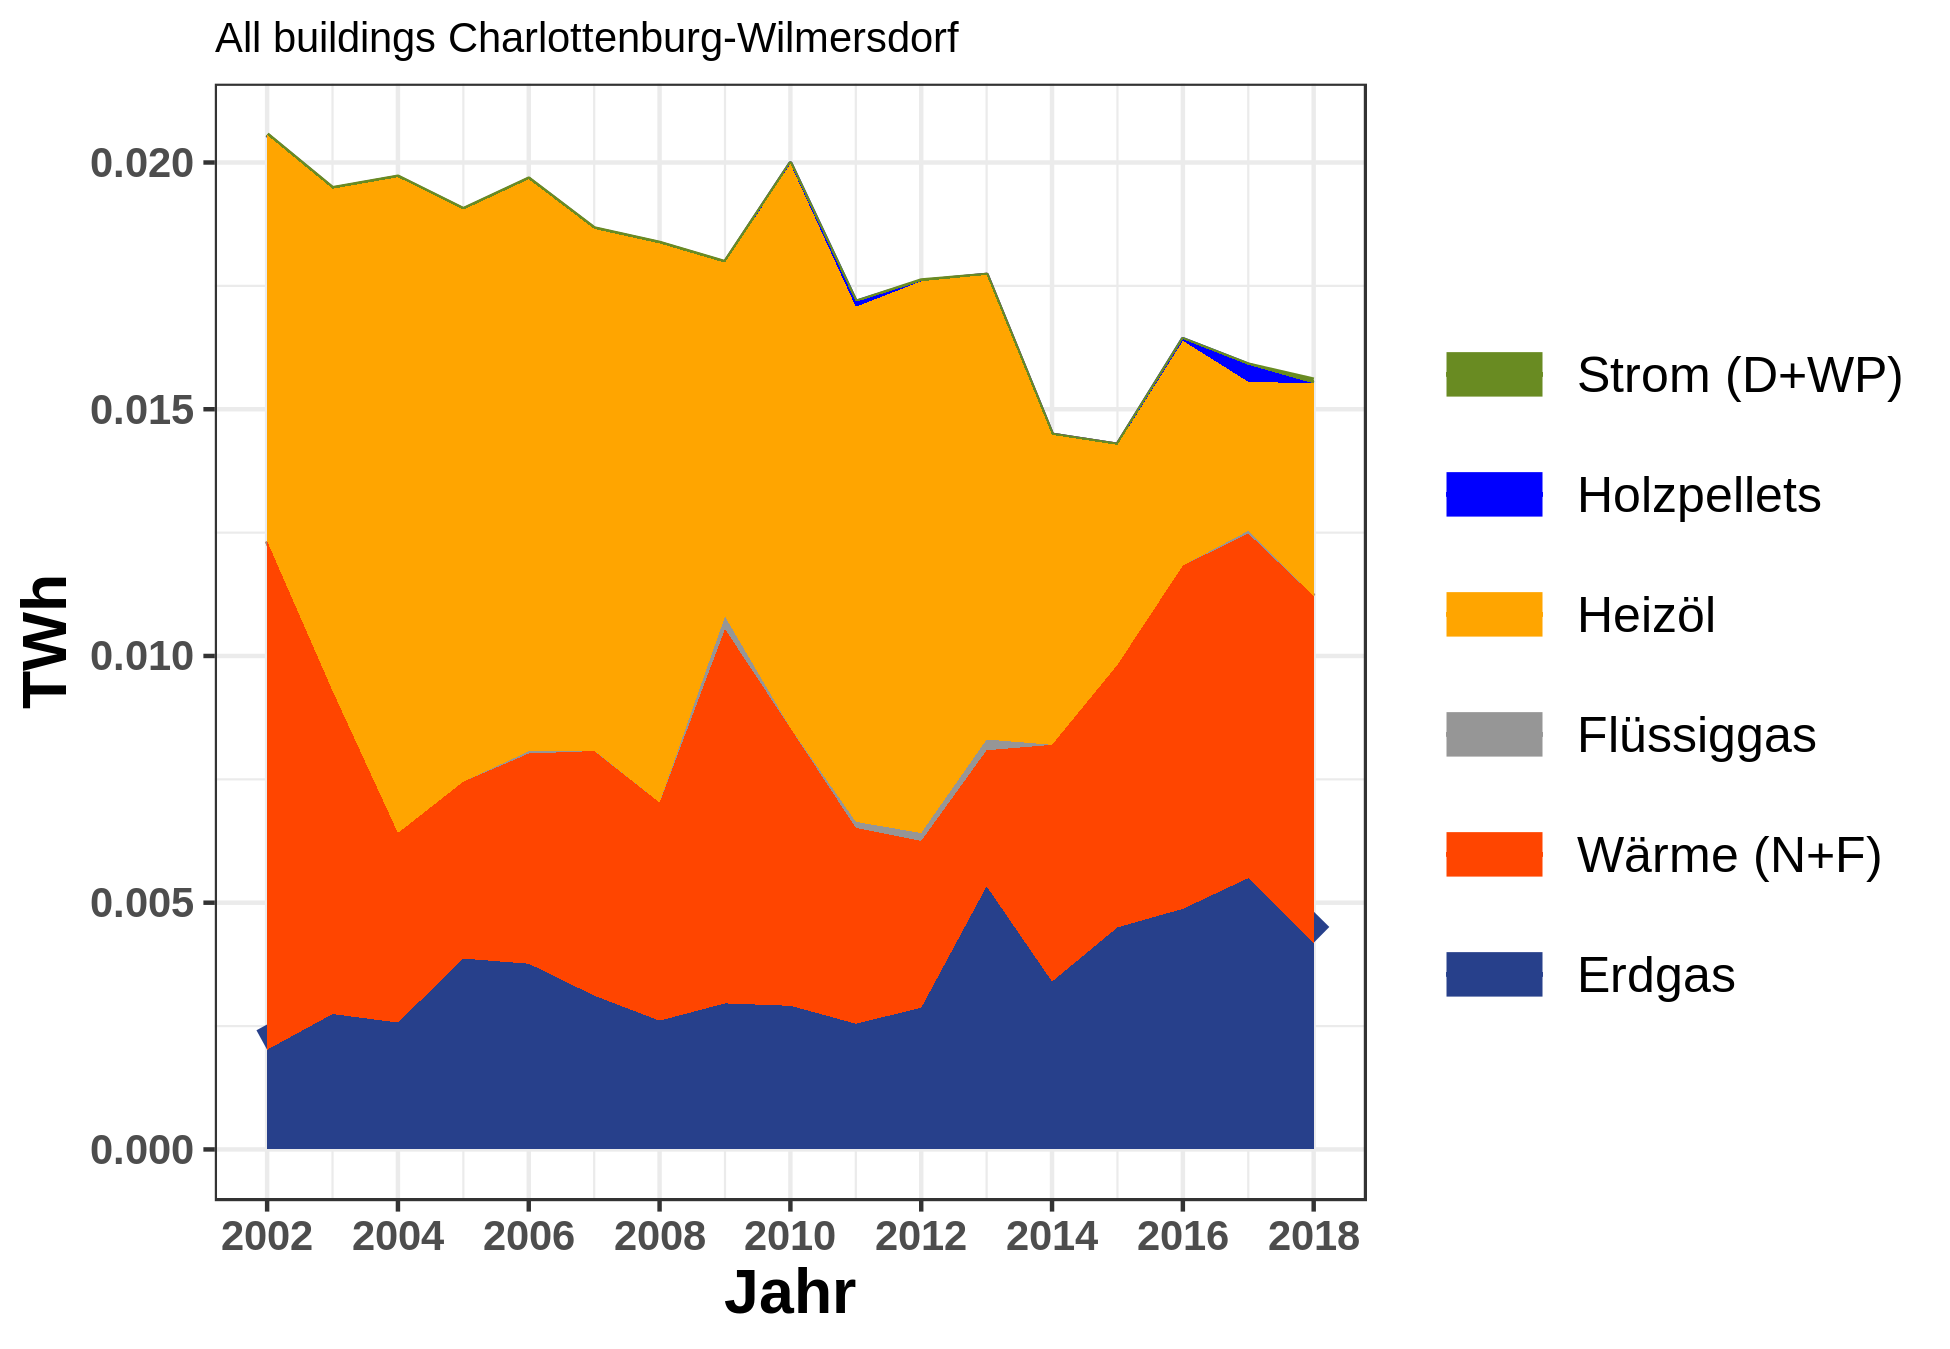 All buildings Charlottenburg-Wilmersdorf
TWh
0.020
0.015
0.010
0.005
0.000
2002 2004 2006 2008 2010 2012 2014 2016 2018
Jahr
Strom (D+WP)
Holzpellets
Heizöl
Flüssiggas
Wärme (N+F)
Erdgas